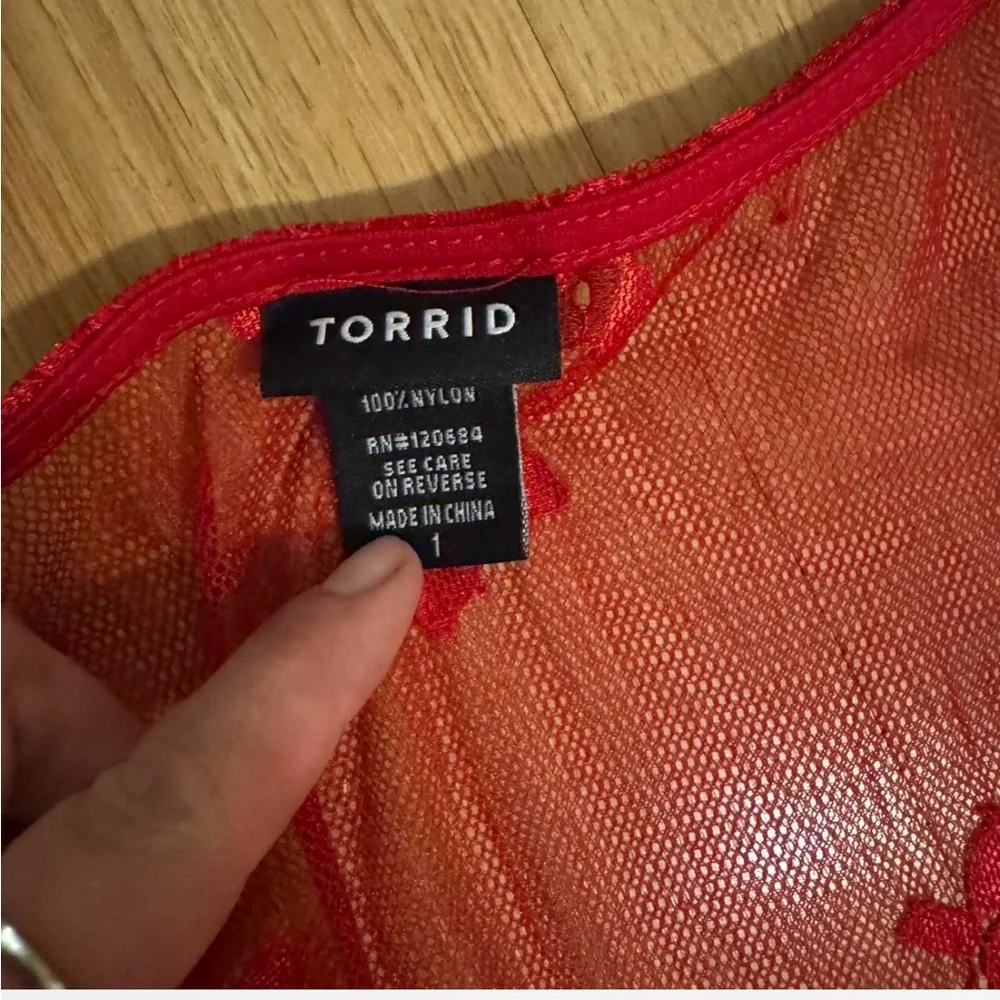 TORRID
100% NYLON
RN#120684
SEE CARE
ON REVERSE
MADE IN CHINA
1